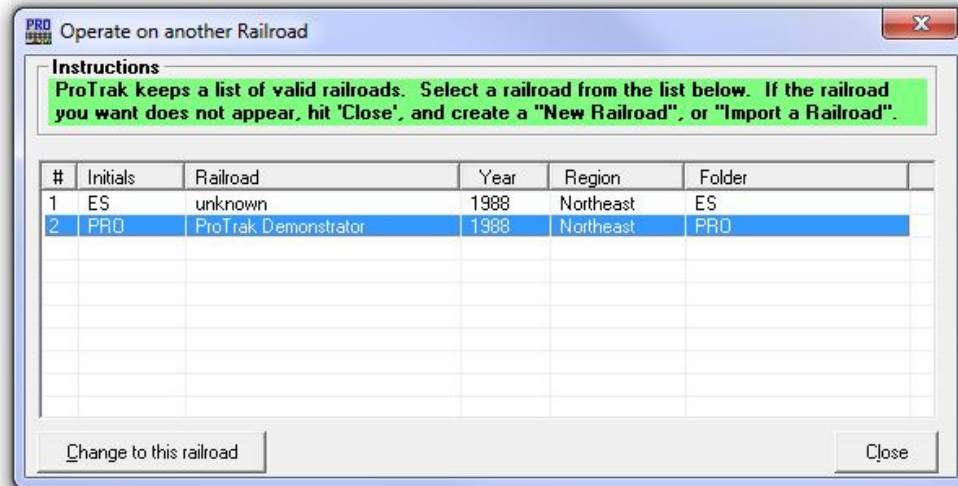 PRO Operate on another Railroad
Instructions
ProTrak keeps a list of valid railroads. Select a railroad from the list below. If the railroad
you want does not appear, hit 'Close', and create a "New Railroad", or "Import a Railroad".
# Initials Railroad Year Region Folder
1 ES unknown 1988 Northeast ES
2 PRO ProTrak Demonstrator 1988 Northeast PRO
Change to this railroad Close